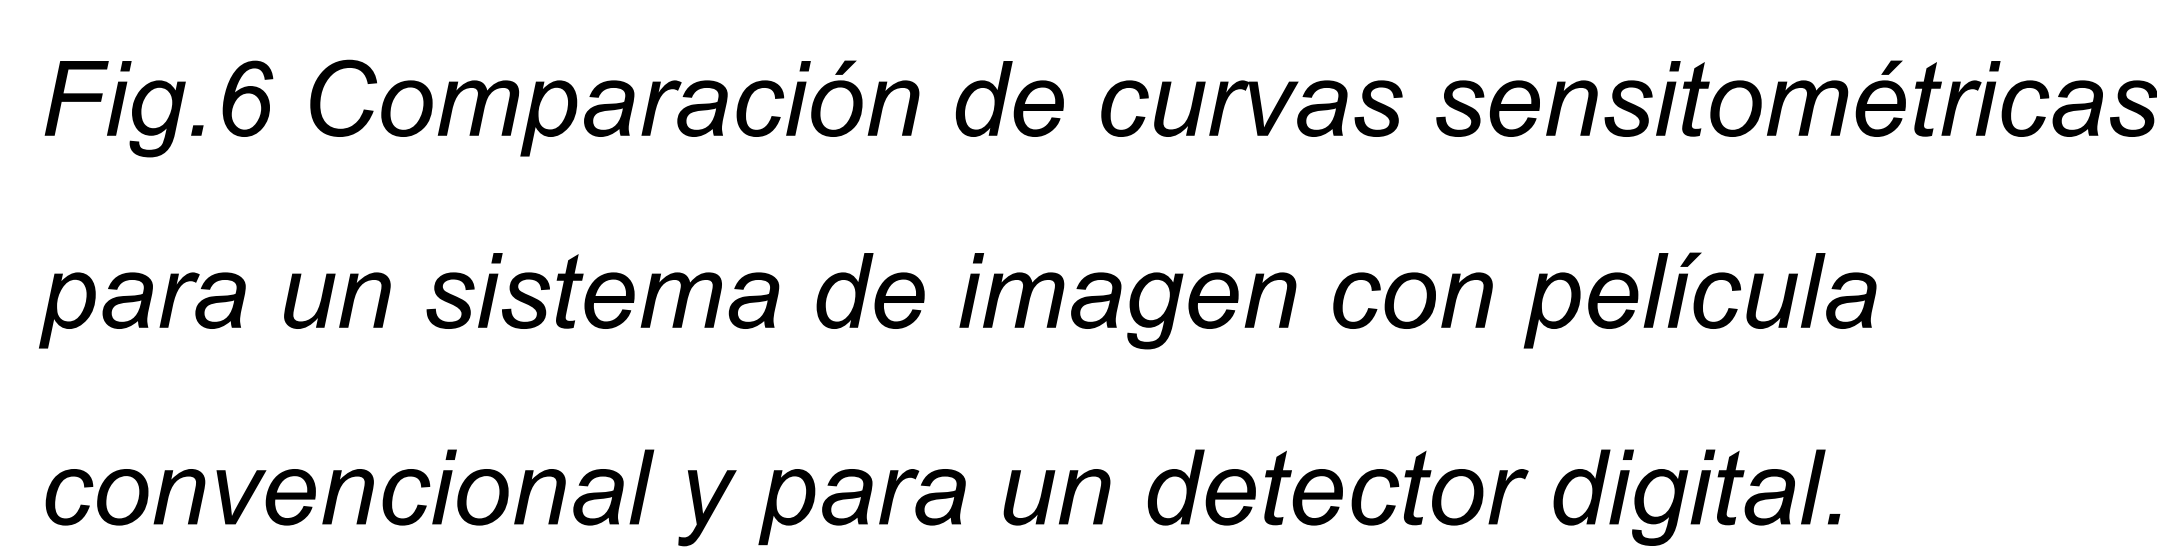 Fig.6 Comparación de curvas sensitométricas
para un sistema de imagen con película
convencional y para un detector digital.